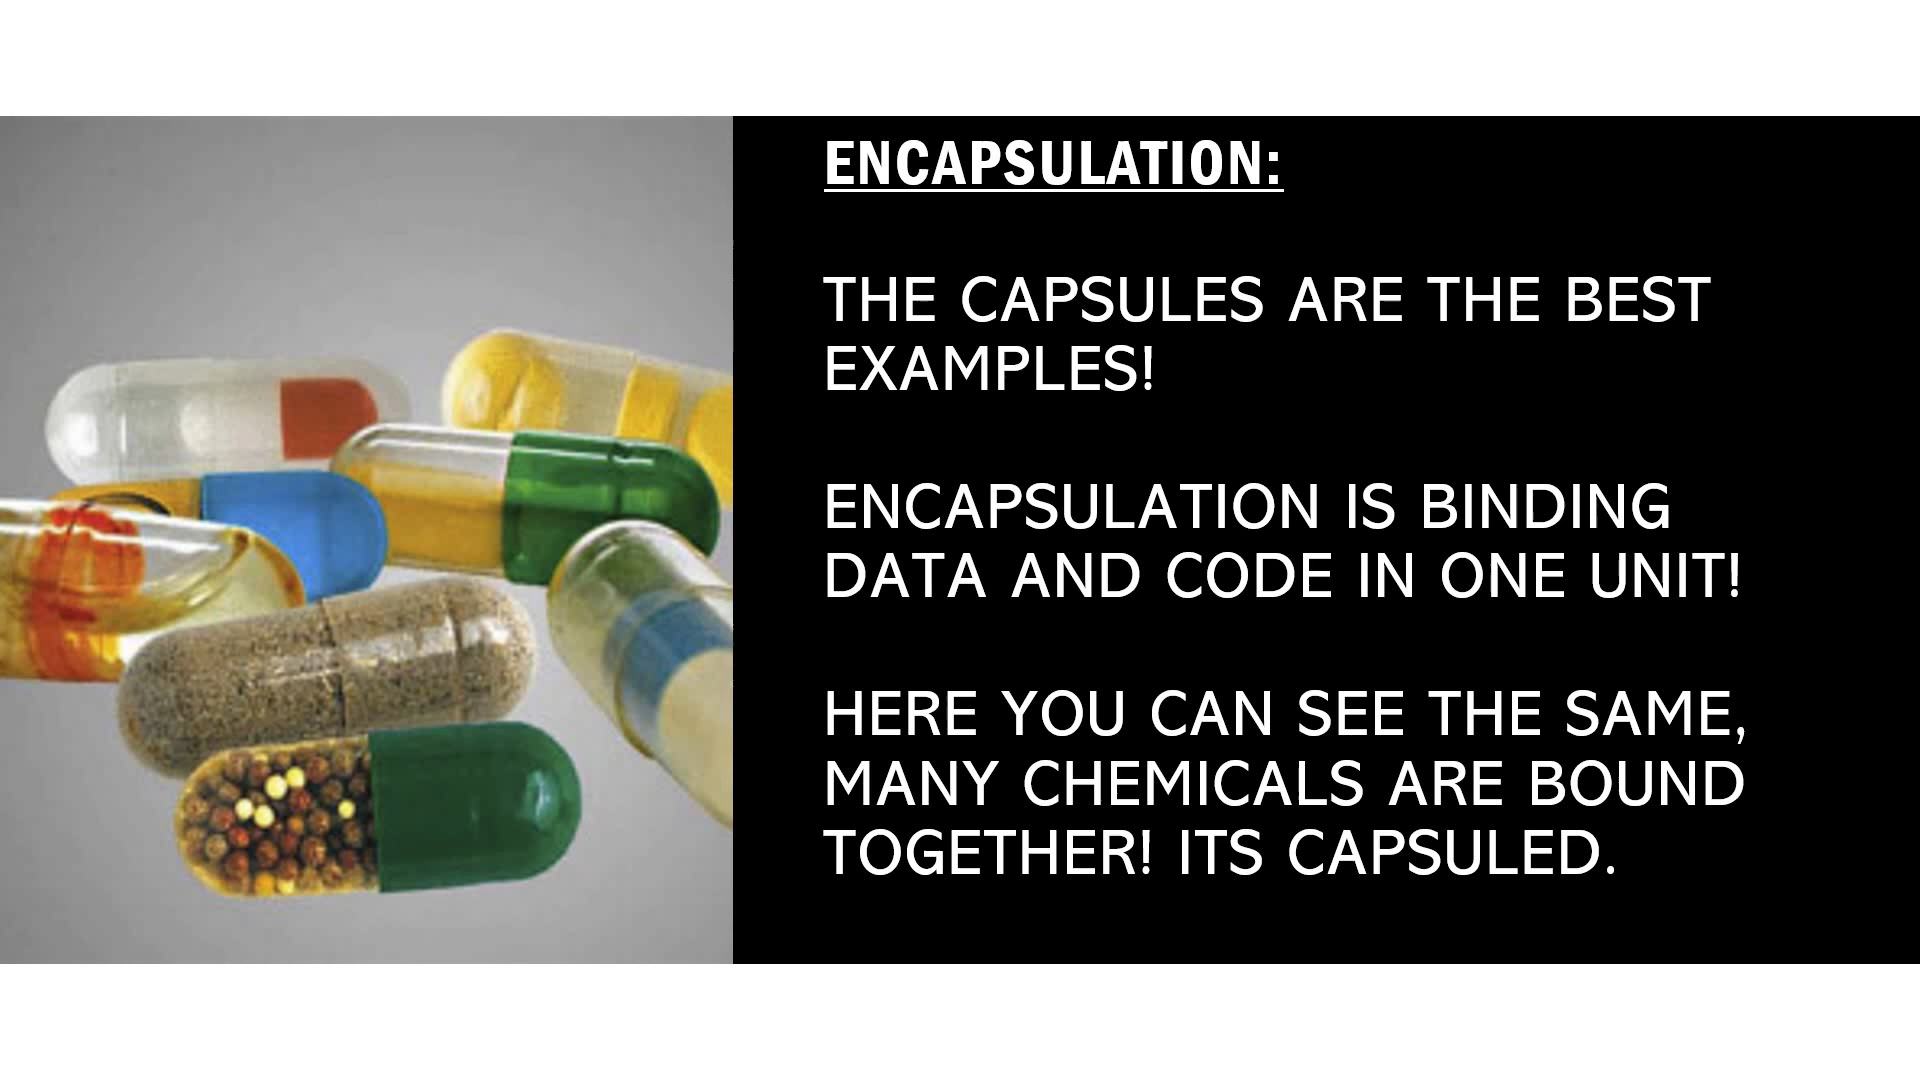 ENCAPSULATION:
THE CAPSULES ARE THE BEST
EXAMPLES!
ENCAPSULATION IS BINDING
DATA AND CODE IN ONE UNIT!
HERE YOU CAN SEE THE SAME,
MANY CHEMICALS ARE BOUND
TOGETHER! ITS CAPSULED.